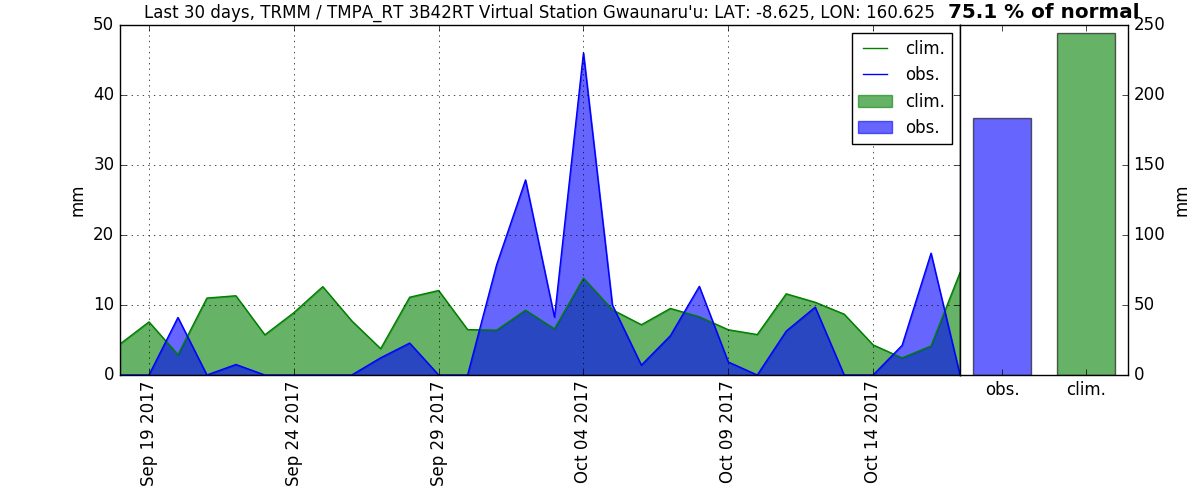 Last 30 days, TRMM / TMPA_RT 3B42RT Virtual Station Gwaunaru'u: LAT: -8.625, LON: 160.625
75.1 % of normal
50
40
30
20
10
0
mm
clim.
obs.
clim.
obs.
Sep 19 2017
Sep 24 2017
Sep 29 2017
Oct 04 2017
Oct 09 2017
Oct 14 2017
250
200
150
100
50
0
mm
obs. clim.